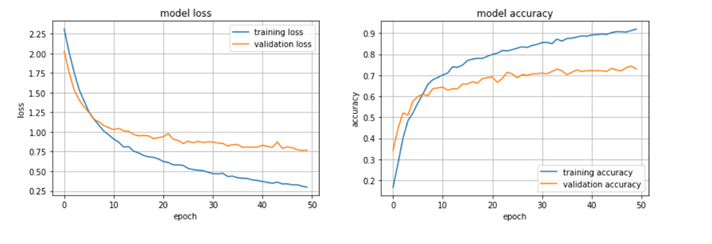 model loss
2.25
2.00
1.75
1.50
1.25
1.00
0.75
0.50
0.25
loss
0 10 20 30 40 50
epoch
training loss
validation loss
model accuracy
0.9
0.8
0.7
0.6
0.5
0.4
0.3
0.2
accuracy
0 10 20 30 40 50
epoch
training accuracy
validation accuracy